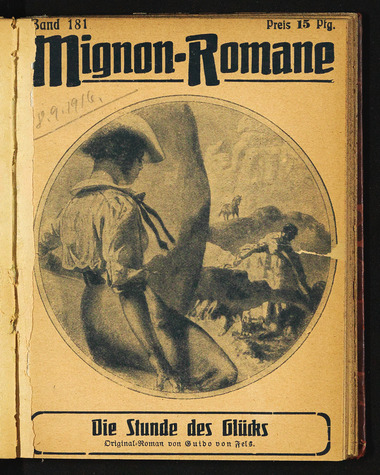 Band 181
Preis 15 Pfg.
Mignon-Romane
8.9.1916.
Die Stunde des Glücks
Original-Roman von Guido von Fels.